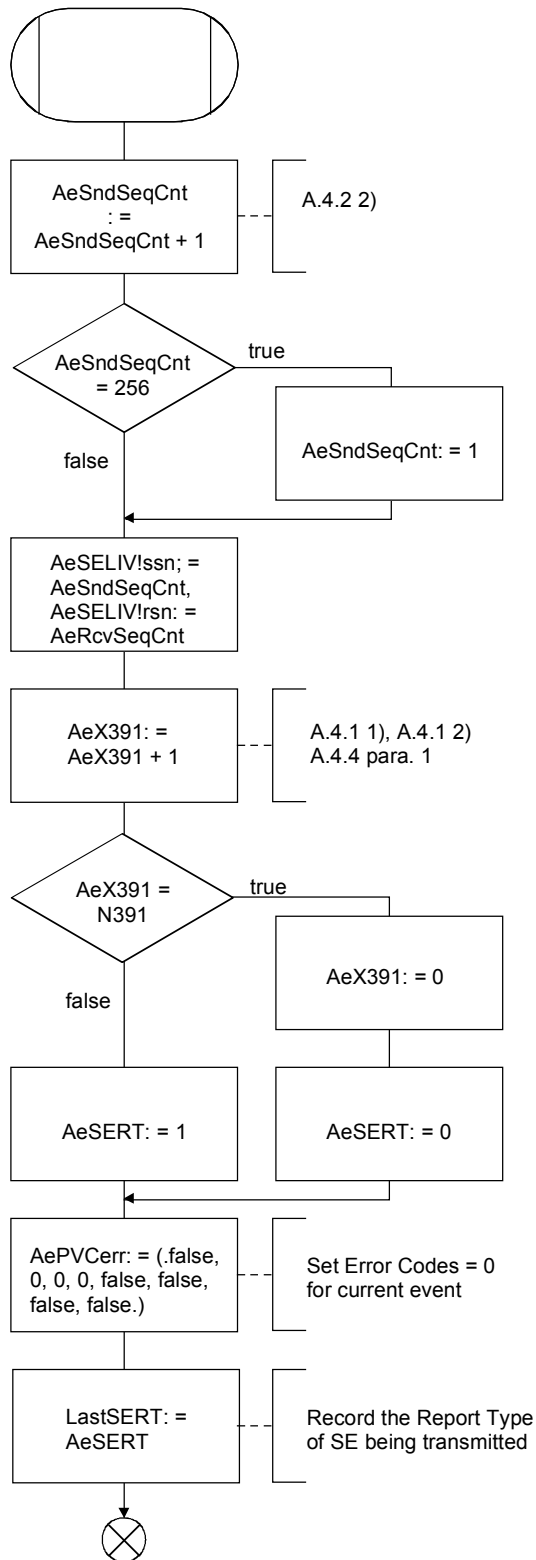 AeSndSeqCnt
: =
AeSndSeqCnt + 1
A.4.2 2)
AeSndSeqCnt
= 256
true
false
AeSndSeqCnt: = 1
AeSELIV!ssn; =
AeSndSeqCnt,
AeSELIV!rsn: =
AeRcvSeqCnt
AeX391: =
AeX391 + 1
A.4.1 1), A.4.1 2)
A.4.4 para. 1
AeX391 =
N391
true
false
AeX391: = 0
AeSERT: = 1
AeSERT: = 0
AePVCerr: = (.false,
0, 0, 0, false, false,
false, false.)
Set Error Codes = 0
for current event
LastSERT: =
AeSERT
Record the Report Type
of SE being transmitted